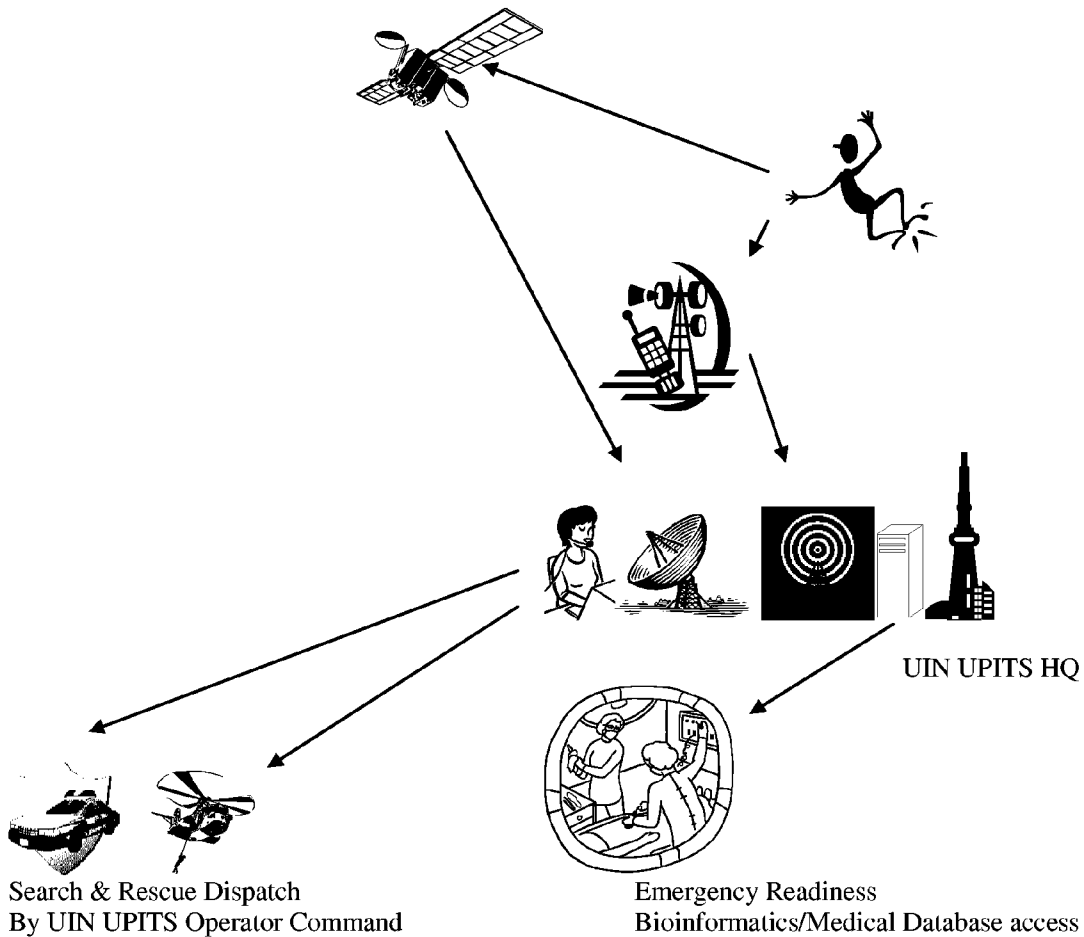 UIN UPITS HQ
Search & Rescue Dispatch
By UIN UPITS Operator Command
Emergency Readiness
Bioinformatics/Medical Database access